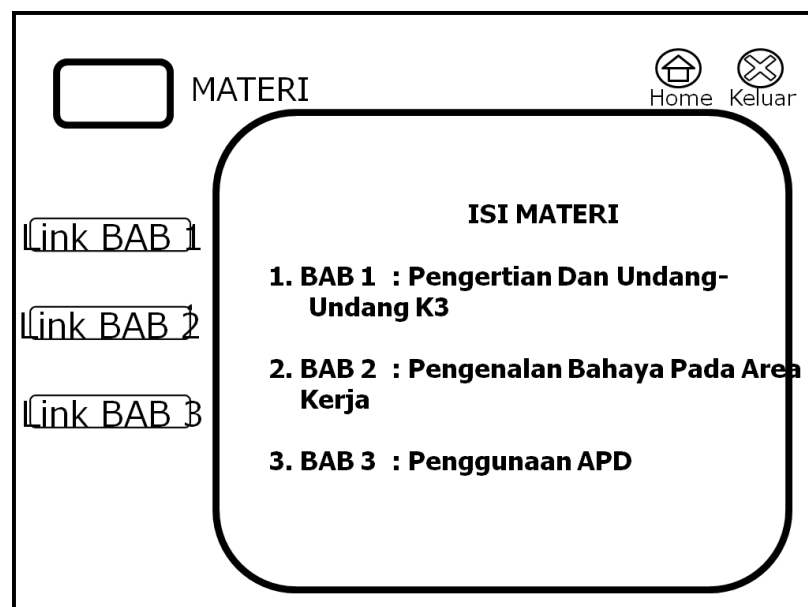 MATERI
Home
Keluar
Link BAB 1
Link BAB 2
Link BAB 3
ISI MATERI
1. BAB 1 : Pengertian Dan Undang-
Undang K3
2. BAB 2 : Pengenalan Bahaya Pada Area
Kerja
3. BAB 3 : Penggunaan APD